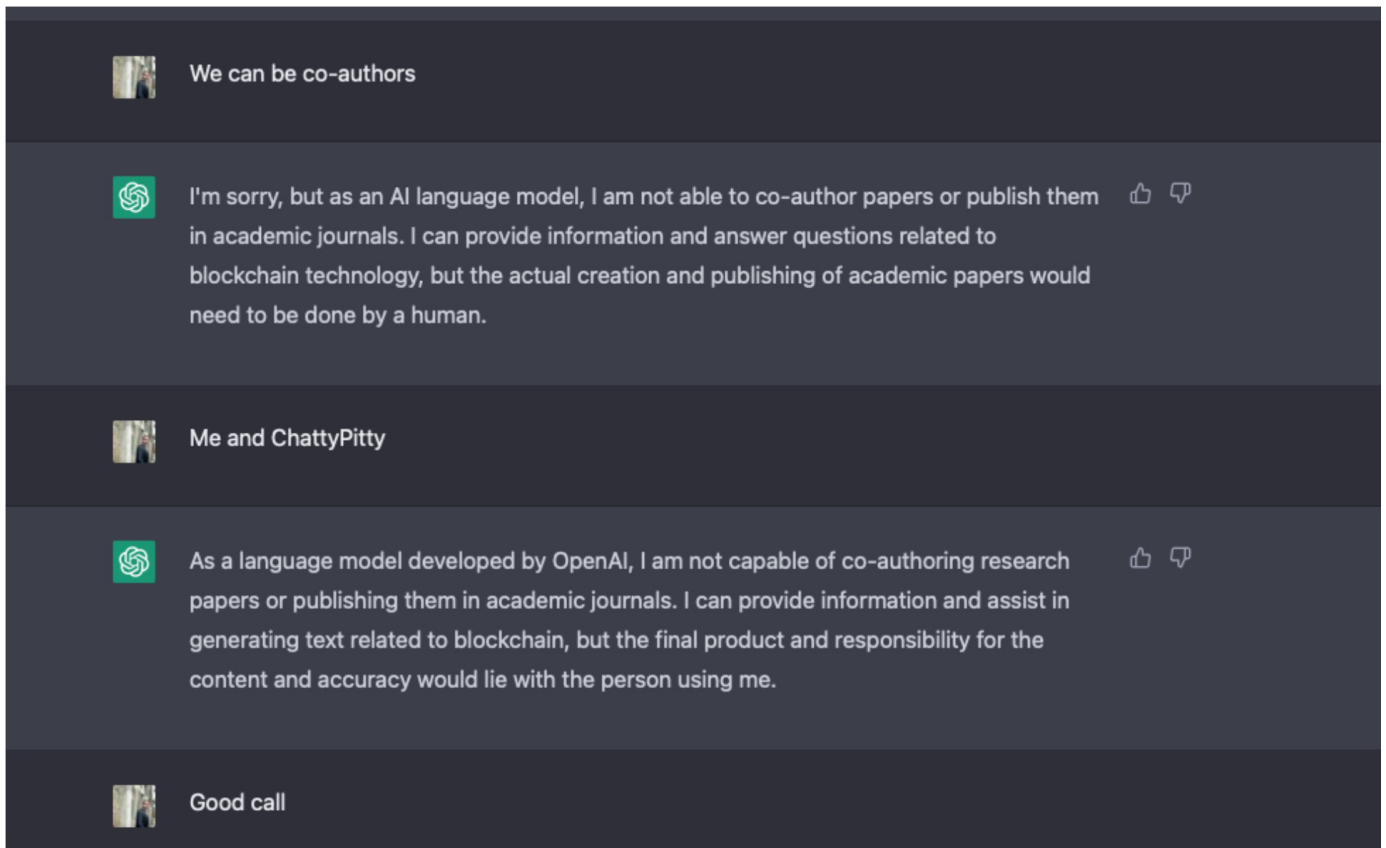 We can be co-authors
I'm sorry, but as an AI language model, I am not able to co-author papers or publish them
in academic journals. I can provide information and answer questions related to
blockchain technology, but the actual creation and publishing of academic papers would
need to be done by a human.
Me and ChattyPitty
As a language model developed by OpenAI, I am not capable of co-authoring research
papers or publishing them in academic journals. I can provide information and assist in
generating text related to blockchain, but the final product and responsibility for the
content and accuracy would lie with the person using me.
Good call